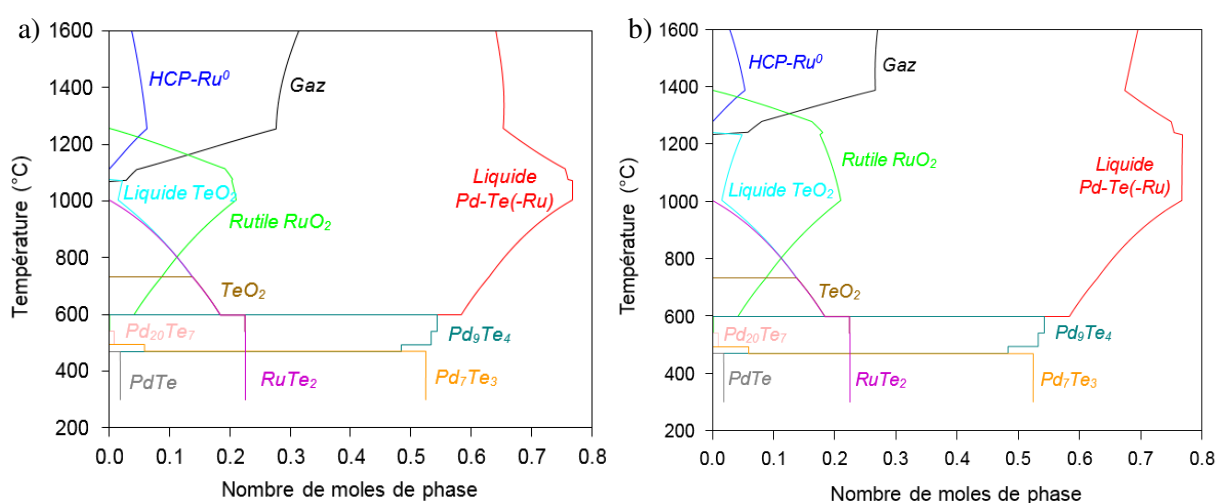 a)
1600
1400
1200
1000
800
600
400
200
Température (°C)
0.0 0.1 0.2 0.3 0.4 0.5 0.6 0.7 0.8
Nombre de moles de phase
HCP-Ru⁰
Gaz
Liquide TeO₂
Rutile RuO₂
Liquide
Pd-Te(-Ru)
TeO₂
Pd₂₀Te₇
Pd₉Te₄
PdTe
RuTe₂
Pd₇Te₃
b)
1600
1400
1200
1000
800
600
400
200
Température (°C)
0.0 0.1 0.2 0.3 0.4 0.5 0.6 0.7 0.8
Nombre de moles de phase
HCP-Ru⁰
Gaz
Rutile RuO₂
Liquide TeO₂
Liquide
Pd-Te(-Ru)
TeO₂
Pd₂₀Te₇
Pd₉Te₄
PdTe
RuTe₂
Pd₇Te₃